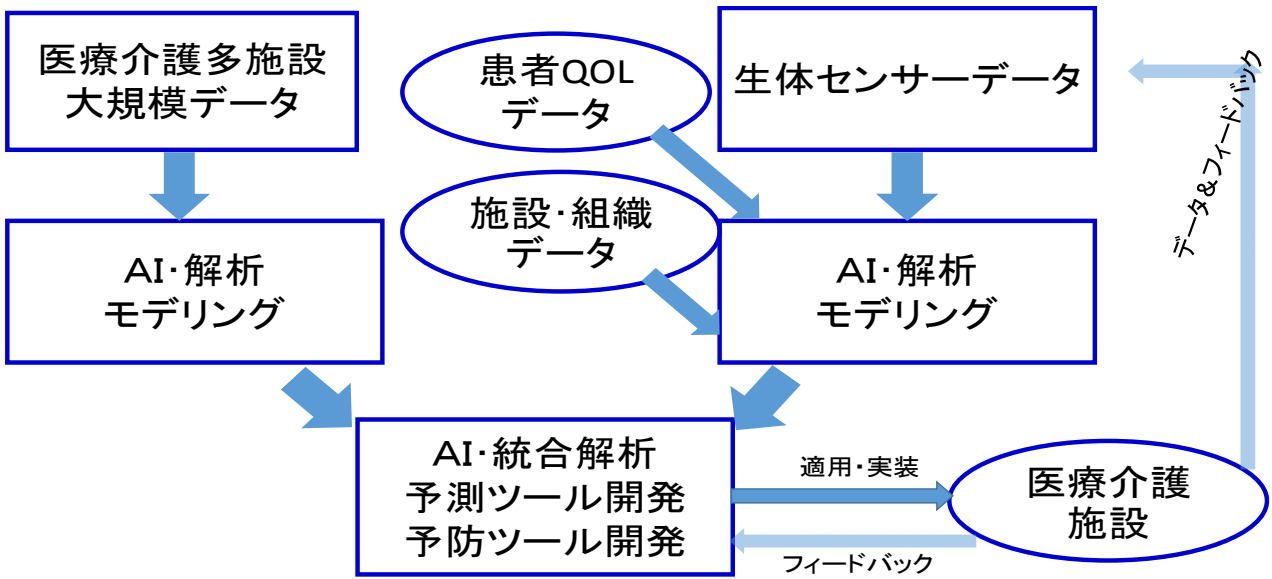 医療介護多施設
大規模データ
患者QOL
データ
生体センサーデータ
データ&フィードバック
AI・解析
モデリング
施設・組織
データ
AI・解析
モデリング
AI・統合解析
予測ツール開発
予防ツール開発
適用・実装
フィードバック
医療介護
施設